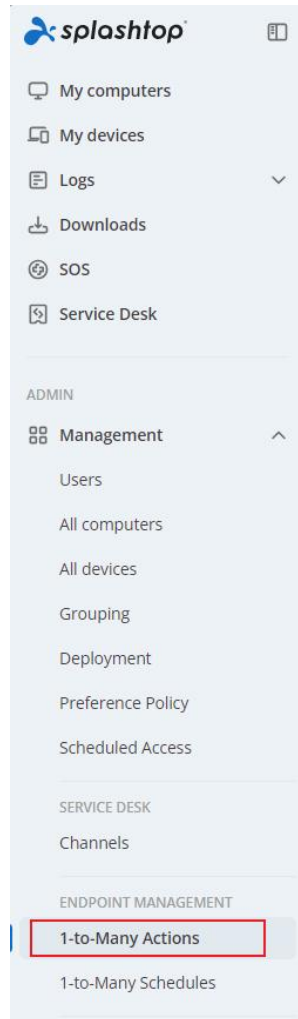 splashtop
My computers
My devices
Logs
Downloads
SOS
Service Desk
ADMIN
Management
Users
All computers
All devices
Grouping
Deployment
Preference Policy
Scheduled Access
SERVICE DESK
Channels
ENDPOINT MANAGEMENT
1-to-Many Actions
1-to-Many Schedules